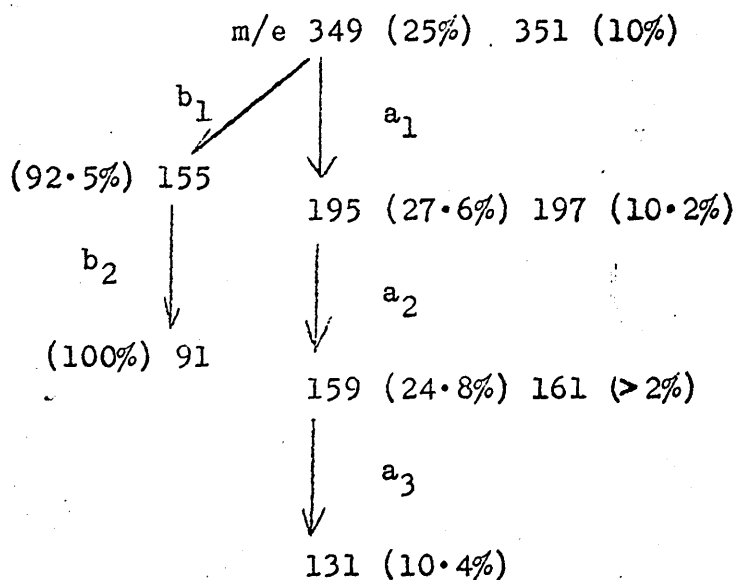 m/e 349 (25%) 351 (10%)
b1
a1
(92·5%) 155
195 (27·6%) 197 (10·2%)
b2
a2
(100%) 91
159 (24·8%) 161 (>2%)
a3
131 (10·4%)